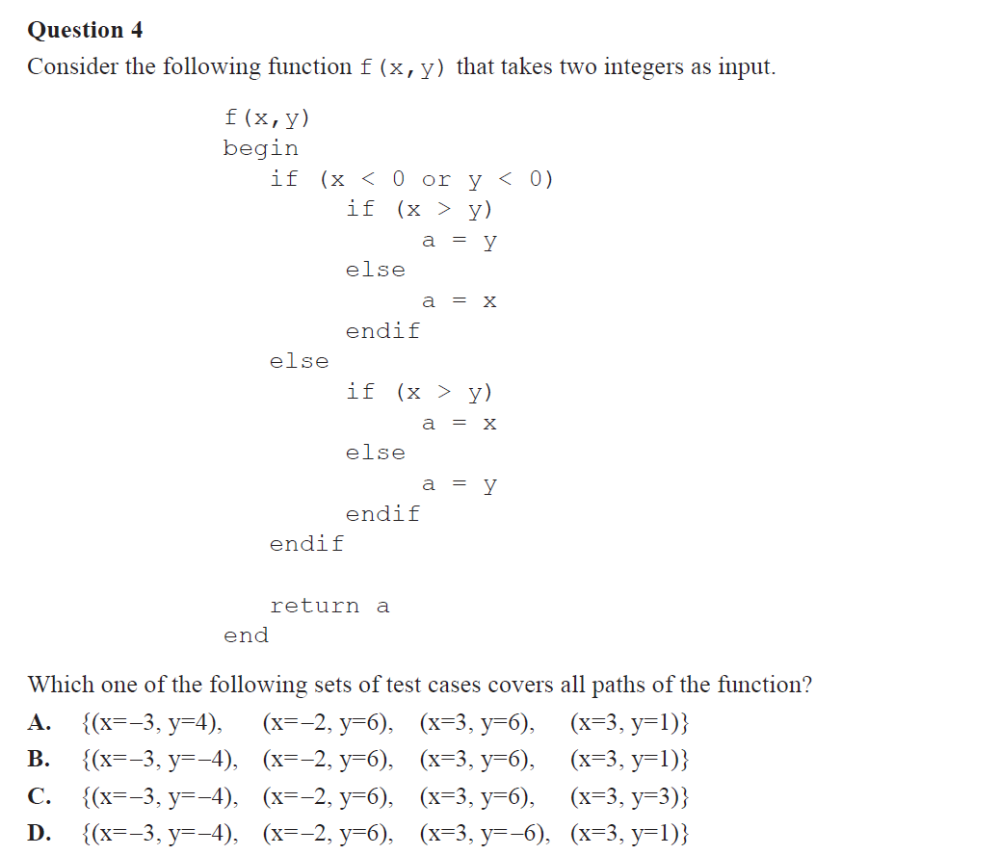 Question 4
Consider the following function f(x,y) that takes two integers as input.
f(x,y)
begin
if (x < 0 or y < 0)
if (x > y)
a = y
else
a = x
endif
else
if (x > y)
a = x
else
a = y
endif
endif
return a
end
Which one of the following sets of test cases covers all paths of the function?
A. {(x=−3, y=4), (x=−2, y=6), (x=3, y=6), (x=3, y=1)}
B. {(x=−3, y=−4), (x=−2, y=6), (x=3, y=6), (x=3, y=1)}
C. {(x=−3, y=−4), (x=−2, y=6), (x=3, y=6), (x=3, y=3)}
D. {(x=−3, y=−4), (x=−2, y=6), (x=3, y=−6), (x=3, y=1)}